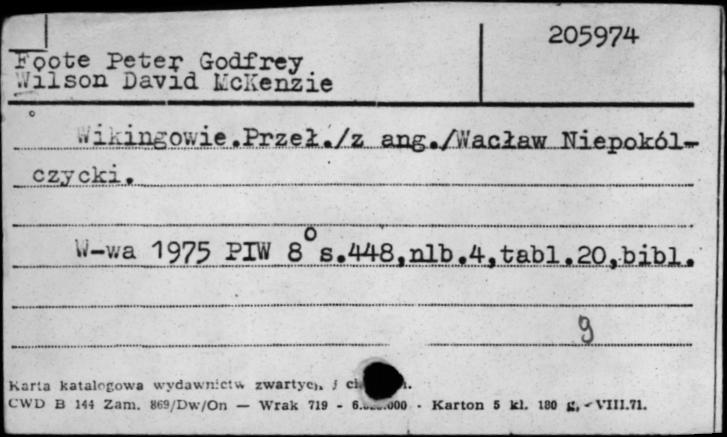 205974
Foote Peter Godfrey
Wilson David McKenzie
Wikingowie.Przeł./z ang./Wacław Niepokól-
czycki.
W-wa 1975 PIW 8° s.448,nlb.4,tabl.20,bibl.
g
Karta katalogowa wydawnictw zwartych i
CWD B 144 Zam. 869/Dw/On — Wrak 719 - - Karton 5 kl. 180 g, - VIII.71.